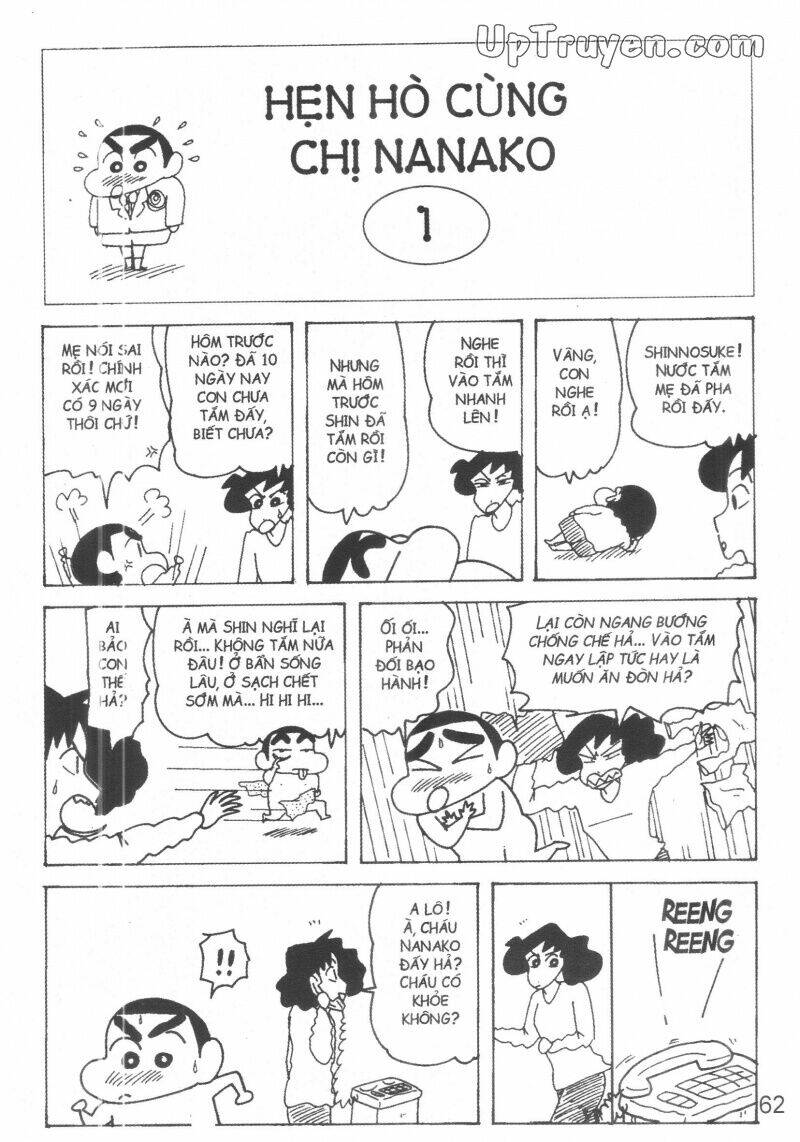 UpTruyen.com
HẸN HÒ CÙNG
CHỊ NANAKO
1
SHINNOSUKE!
NƯỚC TẮM
MẸ ĐÃ PHA
RỒI ĐẤY.
VÂNG,
CON
NGHE
RỒI Ạ!
NGHE
RỒI THÌ
VÀO TẮM
NHANH
LÊN!
NHƯNG
MÀ HÔM
TRƯỚC
SHIN ĐÃ
TẮM RỒI
CÒN GÌ!
HÔM TRƯỚC
NÀO? ĐÃ 10
NGÀY NAY
CON CHƯA
TẮM ĐẤY,
BIẾT CHƯA?
MẸ NÓI SAI
RỒI! CHÍNH
XÁC MỚI
CÓ 9 NGÀY
THÔI CHỨ!
LẠI CÒN NGANG BƯỚNG
CHỐNG CHẾ HẢ... VÀO TẮM
NGAY LẬP TỨC HAY LÀ
MUỐN ĂN ĐÒN HẢ?
ỐI ỐI...
PHẢN
ĐỐI BẠO
HÀNH!
À MÀ SHIN NGHĨ LẠI
RỒI... KHÔNG TẮM NỮA
ĐÂU! Ở BẨN SỐNG
LÂU, Ở SẠCH CHẾT
SỚM MÀ... HI HI HI...
AI
BẢO
CON
THẾ
HẢ?
REENG
REENG
A LÔ!
À, CHÁU
NANAKO
ĐẤY HẢ?
CHÁU CÓ
KHỎE
KHÔNG?
!!
62